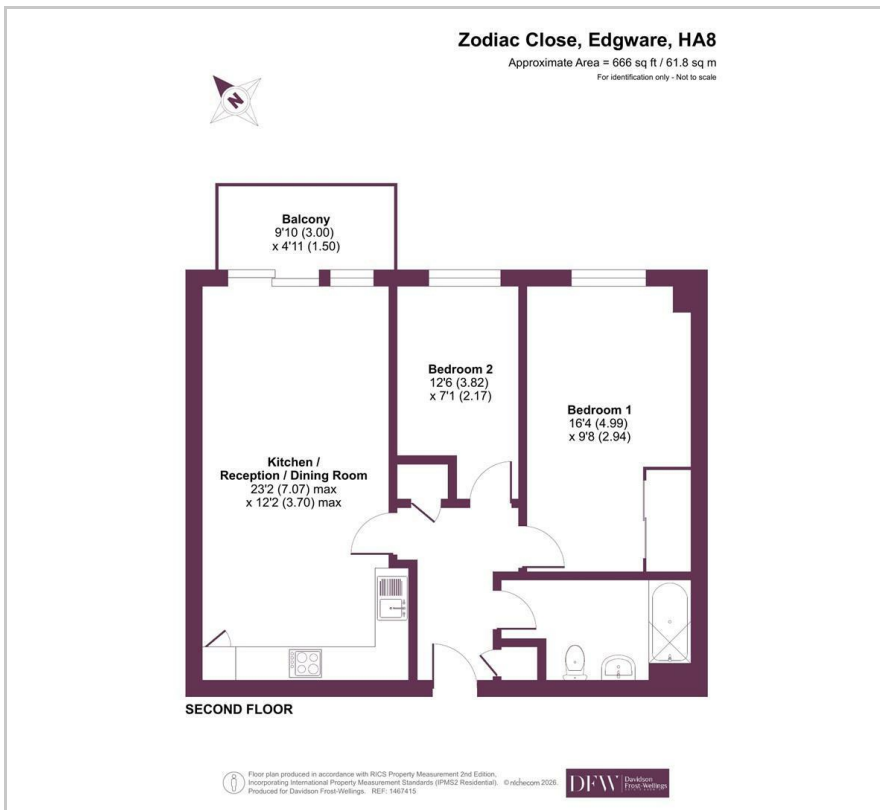 Zodiac Close, Edgware, HA8
Approximate Area = 666 sq ft / 61.8 sq m
For identification only - Not to scale
N
Balcony
9'10 (3.00)
x 4'11 (1.50)
Bedroom 2
12'6 (3.82)
x 7'1 (2.17)
Bedroom 1
16'4 (4.99)
x 9'8 (2.94)
Kitchen /
Reception / Dining Room
23'2 (7.07) max
x 12'2 (3.70) max
SECOND FLOOR
Floor plan produced in accordance with RICS Property Measurement 2nd Edition,
Incorporating International Property Measurement Standards (IPMS2 Residential). © nichecom 2026.
Produced for Davidson Frost-Wellings. REF: 1467415
DFW
Davidson
Frost-Wellings